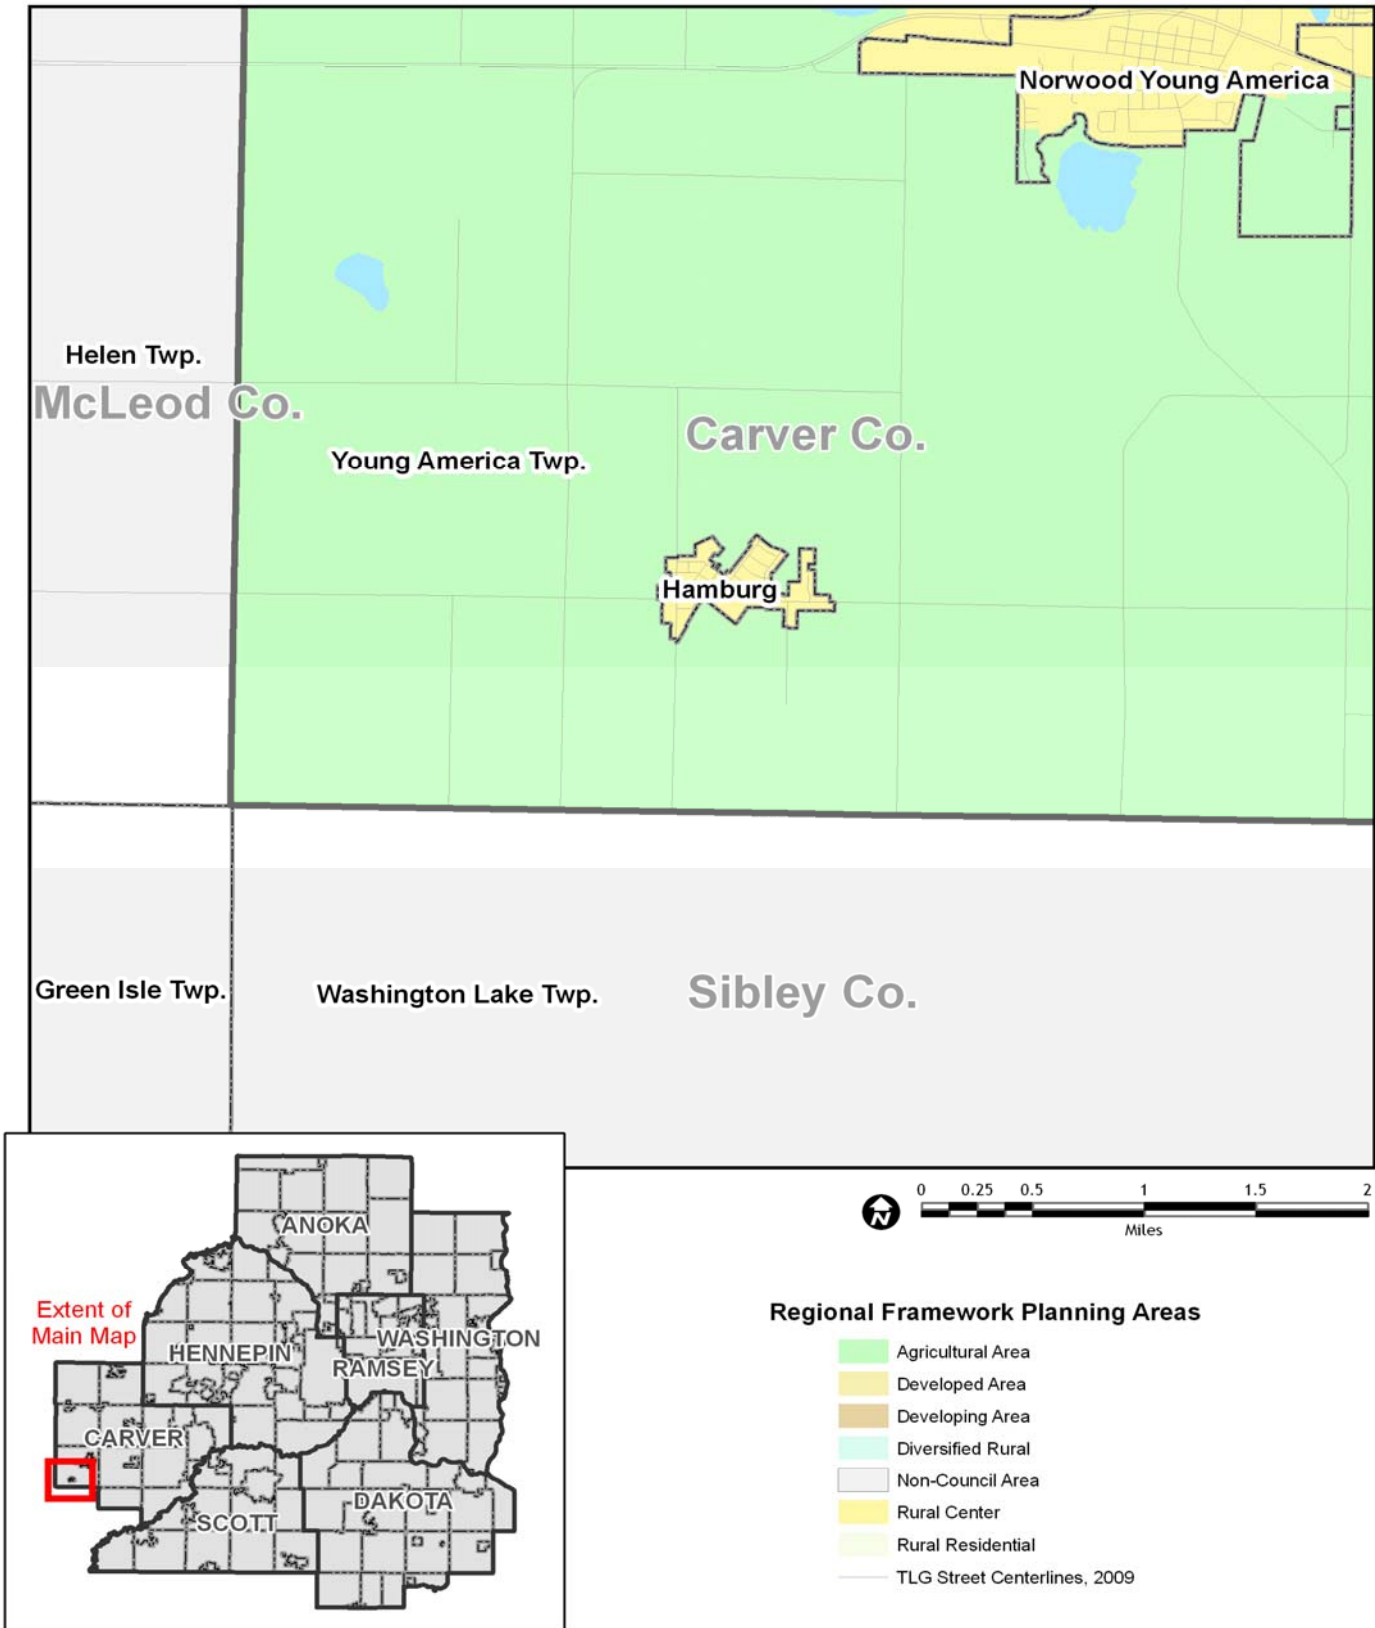 Norwood Young America
Helen Twp.
McLeod Co.
Carver Co.
Young America Twp.
Hamburg
Green Isle Twp.
Washington Lake Twp.
Sibley Co.
Extent of
Main Map
ANOKA
HENNEPIN
WASHINGTON
RAMSEY
CARVER
SCOTT
DAKOTA
N
0 0.25 0.5 1 1.5 2
Miles
Regional Framework Planning Areas
Agricultural Area
Developed Area
Developing Area
Diversified Rural
Non-Council Area
Rural Center
Rural Residential
TLG Street Centerlines, 2009